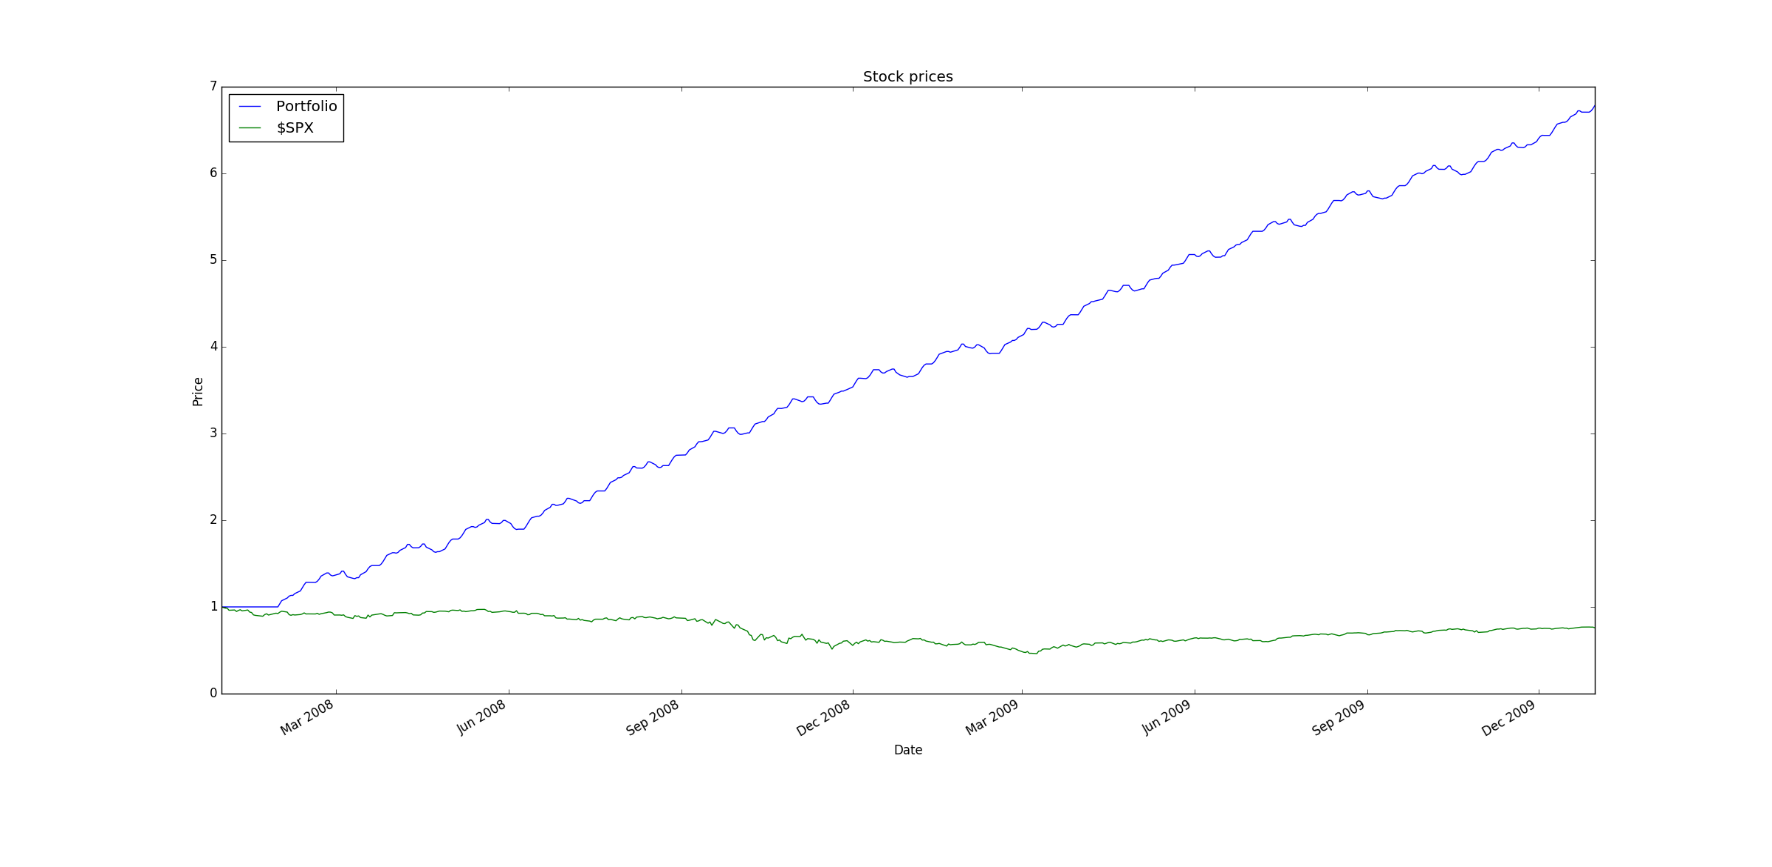 Stock prices
Portfolio
$SPX
7
6
5
4
3
2
1
0
Price
Mar 2008
Jun 2008
Sep 2008
Dec 2008
Mar 2009
Jun 2009
Sep 2009
Dec 2009
Date